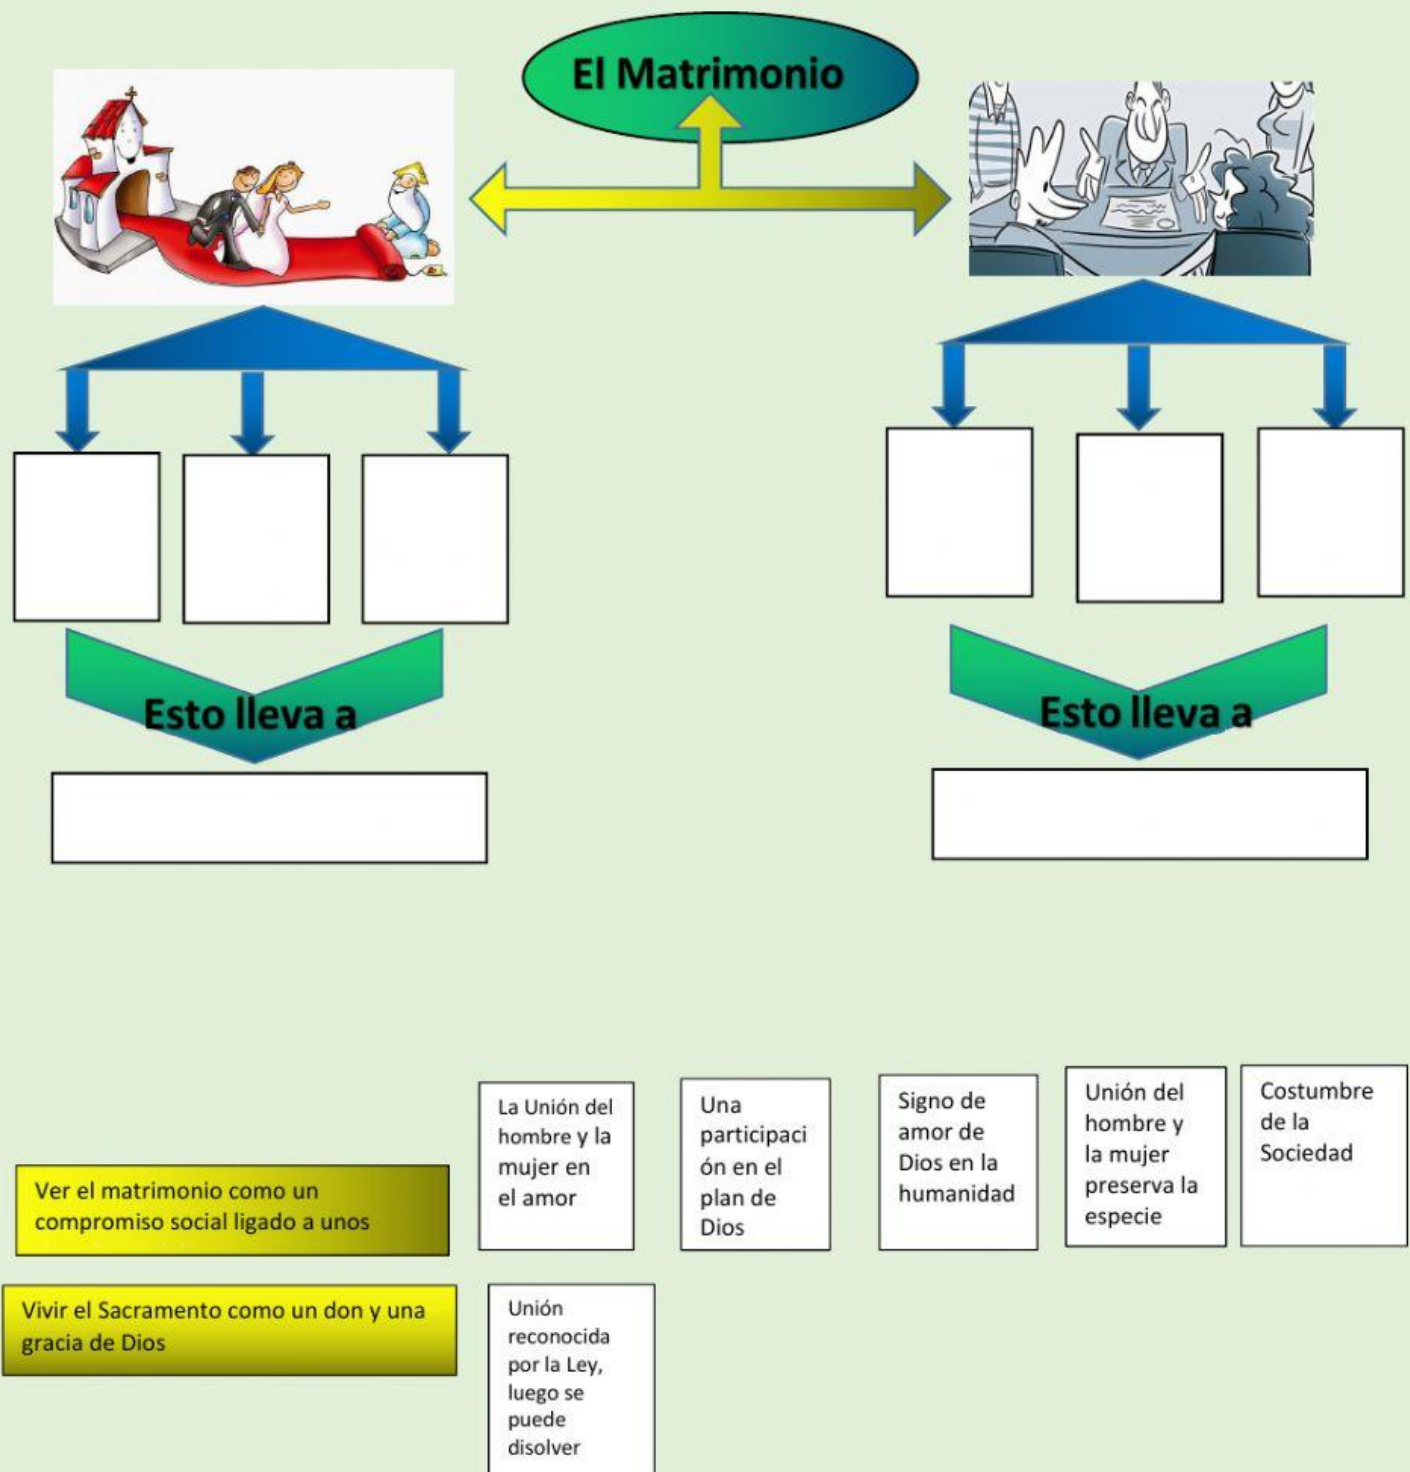 El Matrimonio
Esto lleva a
Esto lleva a
La Unión del
hombre y la
mujer en
el amor
Una
participaci
ón en el
plan de
Dios
Signo de
amor de
Dios en la
humanidad
Unión del
hombre y
la mujer
preserva la
especie
Costumbre
de la
Sociedad
Ver el matrimonio como un
compromiso social ligado a unos
Vivir el Sacramento como un don y una
gracia de Dios
Unión
reconocida
por la Ley,
luego se
puede
disolver